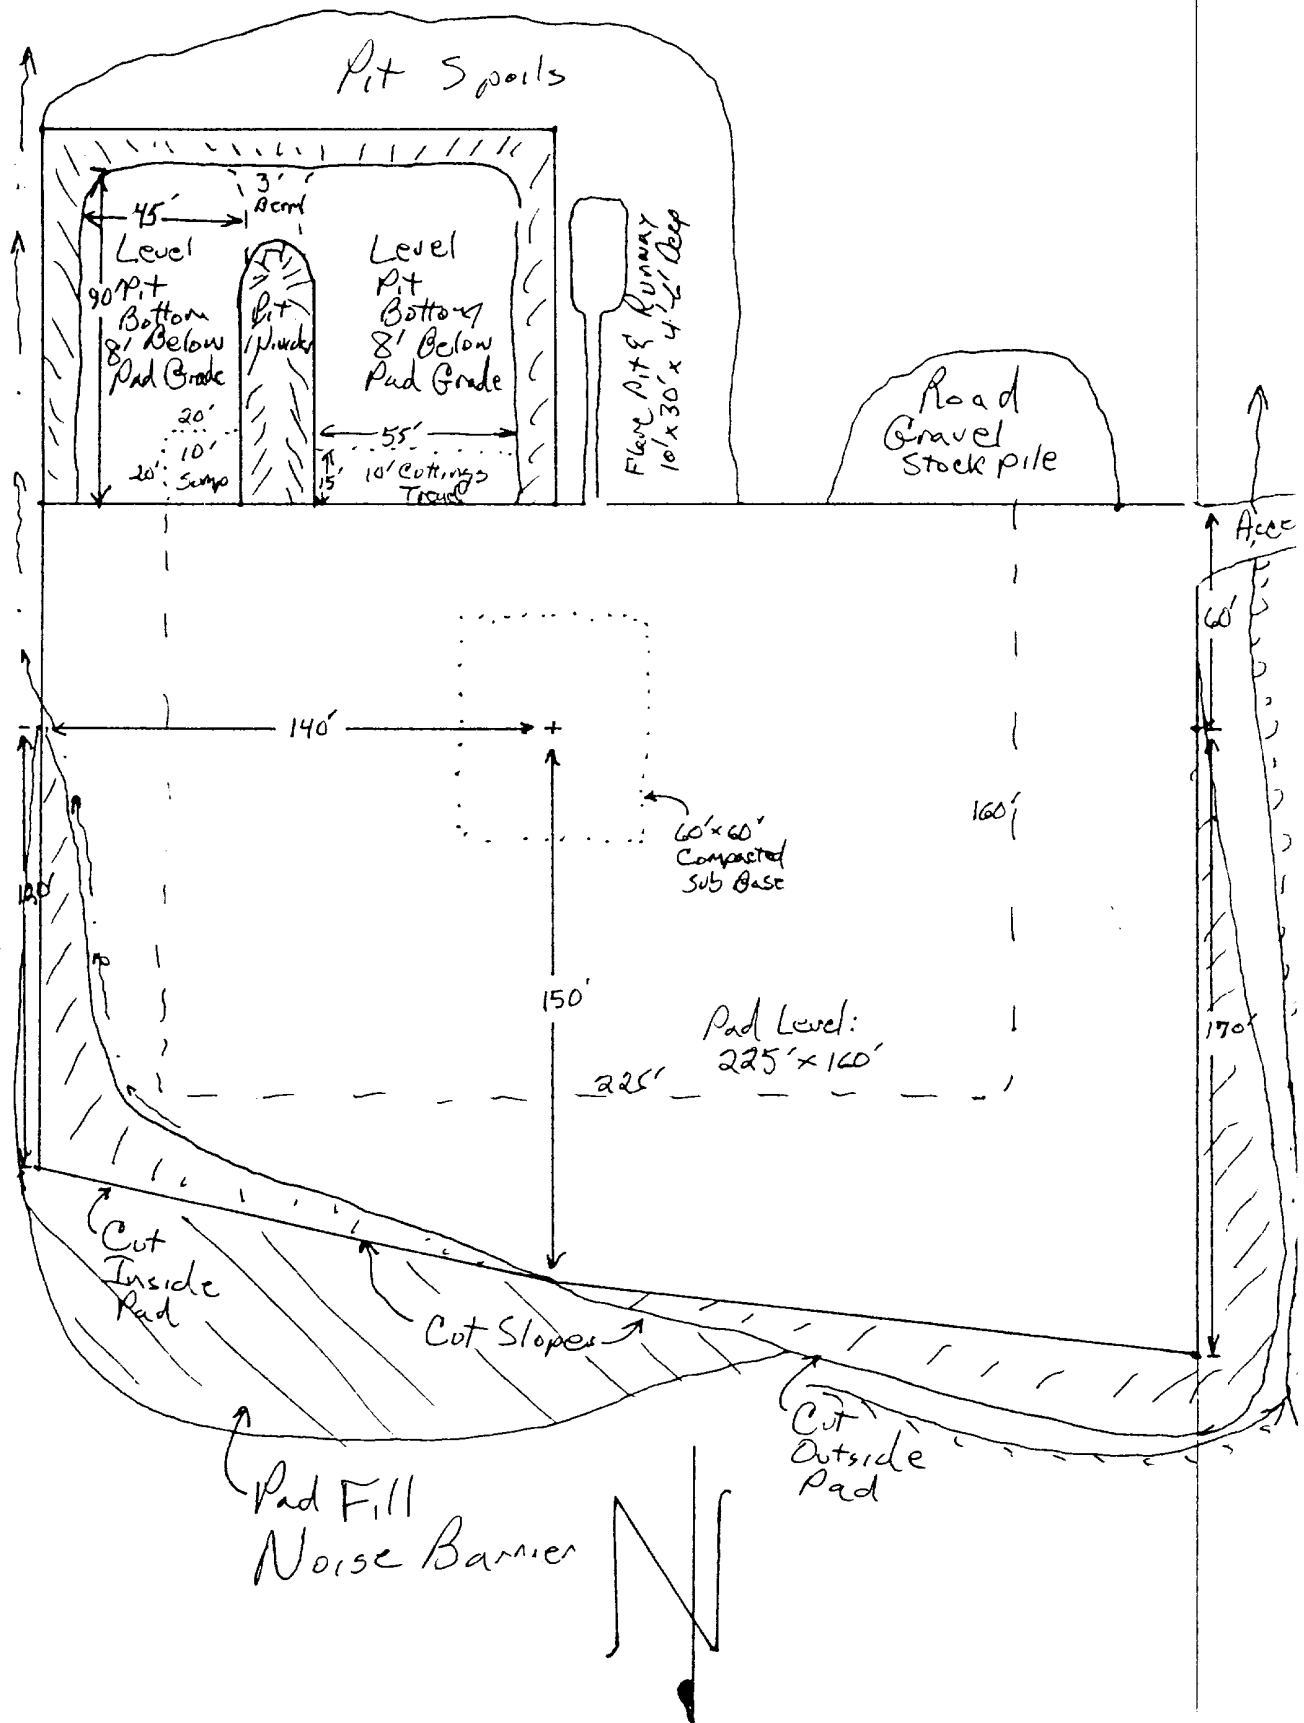 Pit Spoils
3'
Berm
45'
Level
Pit
Bottom
8' Below
Pad Grade
90'
Pit
Level
Pit
Bottom
8' Below
Pad Grade
20'
20'
10'
Sump
55'
15'
10' Cuttings
Flare Pit & Runway
10' x 30' x 4'-6' Deep
Road
Gravel
Stock pile
Acce
60'
140'
60' x 60'
Compacted
Sub Base
160'
120'
150'
Pad Level:
225' x 160'
225'
170'
Cut
Inside
Pad
Cut Slopes
Cut
Outside
Pad
Pad Fill
Noise Barrier
N